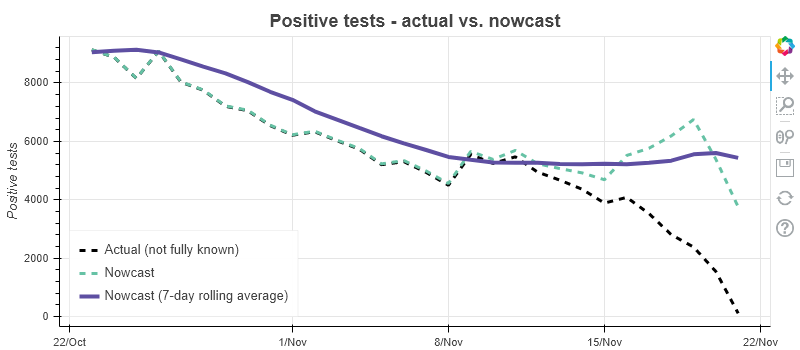 Positive tests - actual vs. nowcast
Positive tests
8000
6000
4000
2000
0
Actual (not fully known)
Nowcast
Nowcast (7-day rolling average)
22/Oct
1/Nov
8/Nov
15/Nov
22/Nov